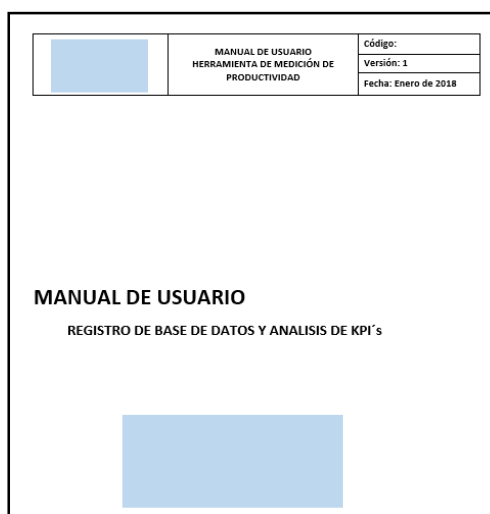 MANUAL DE USUARIO
HERRAMIENTA DE MEDICIÓN DE
PRODUCTIVIDAD
Código:
Versión: 1
Fecha: Enero de 2018
MANUAL DE USUARIO
REGISTRO DE BASE DE DATOS Y ANALISIS DE KPI´s